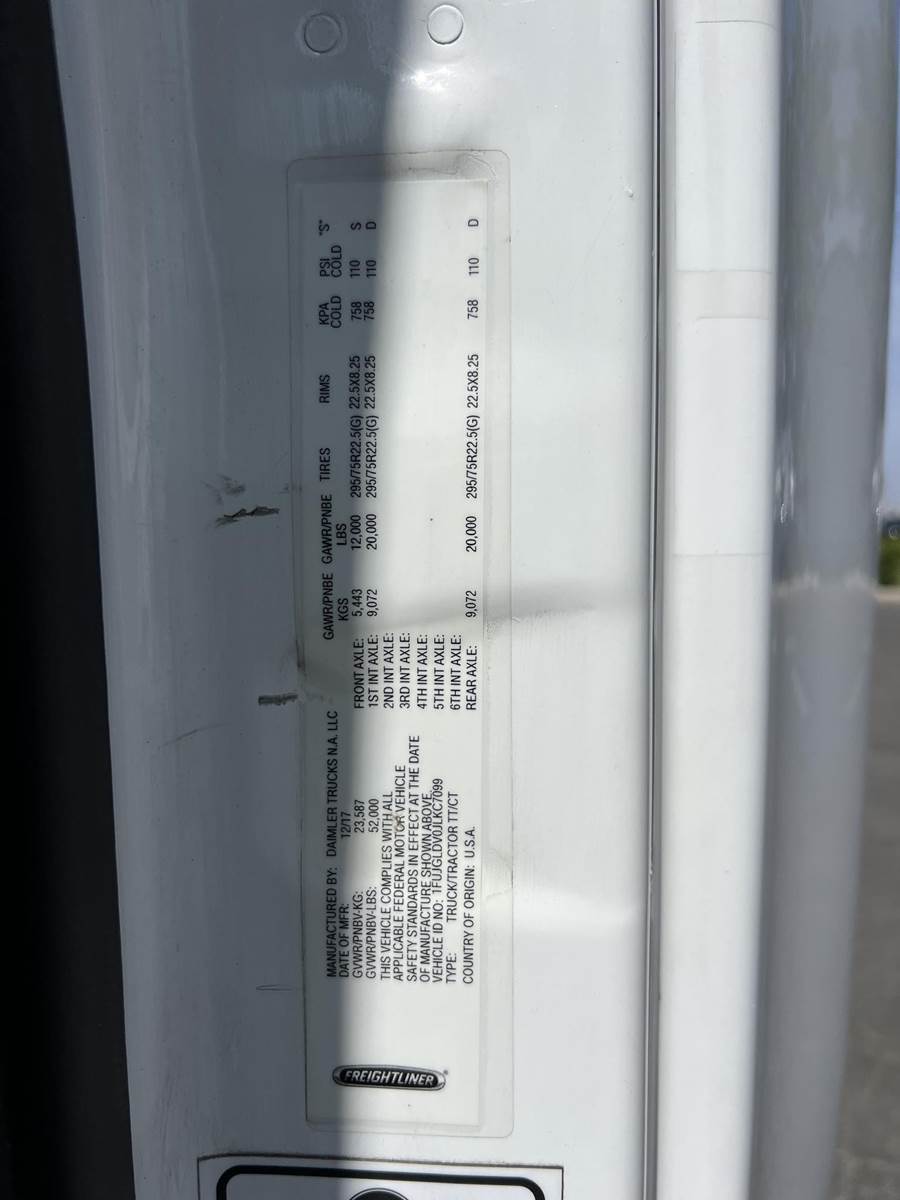 FREIGHTLINER
MANUFACTURED BY: DAIMLER TRUCKS N.A. LLC
DATE OF MFR: 12/17
GVWR/PNBV-KG: 23,587
GVWR/PNBV-LBS: 52,000
THIS VEHICLE COMPLIES WITH ALL
APPLICABLE FEDERAL MOTOR VEHICLE
SAFETY STANDARDS IN EFFECT AT THE DATE
OF MANUFACTURE SHOWN ABOVE.
VEHICLE ID NO: 1FUJGLDV0JLKC7099
TYPE: TRUCK/TRACTOR TT/CT
COUNTRY OF ORIGIN: U.S.A.
GAWR/PNBE GAWR/PNBE TIRES RIMS KPA PSI "S"
KGS LBS COLD COLD
FRONT AXLE: 5,443 12,000 295/75R22.5(G) 22.5X8.25 758 110 S
1ST INT AXLE: 9,072 20,000 295/75R22.5(G) 22.5X8.25 758 110 D
2ND INT AXLE:
3RD INT AXLE:
4TH INT AXLE:
5TH INT AXLE:
6TH INT AXLE:
REAR AXLE: 9,072 20,000 295/75R22.5(G) 22.5X8.25 758 110 D